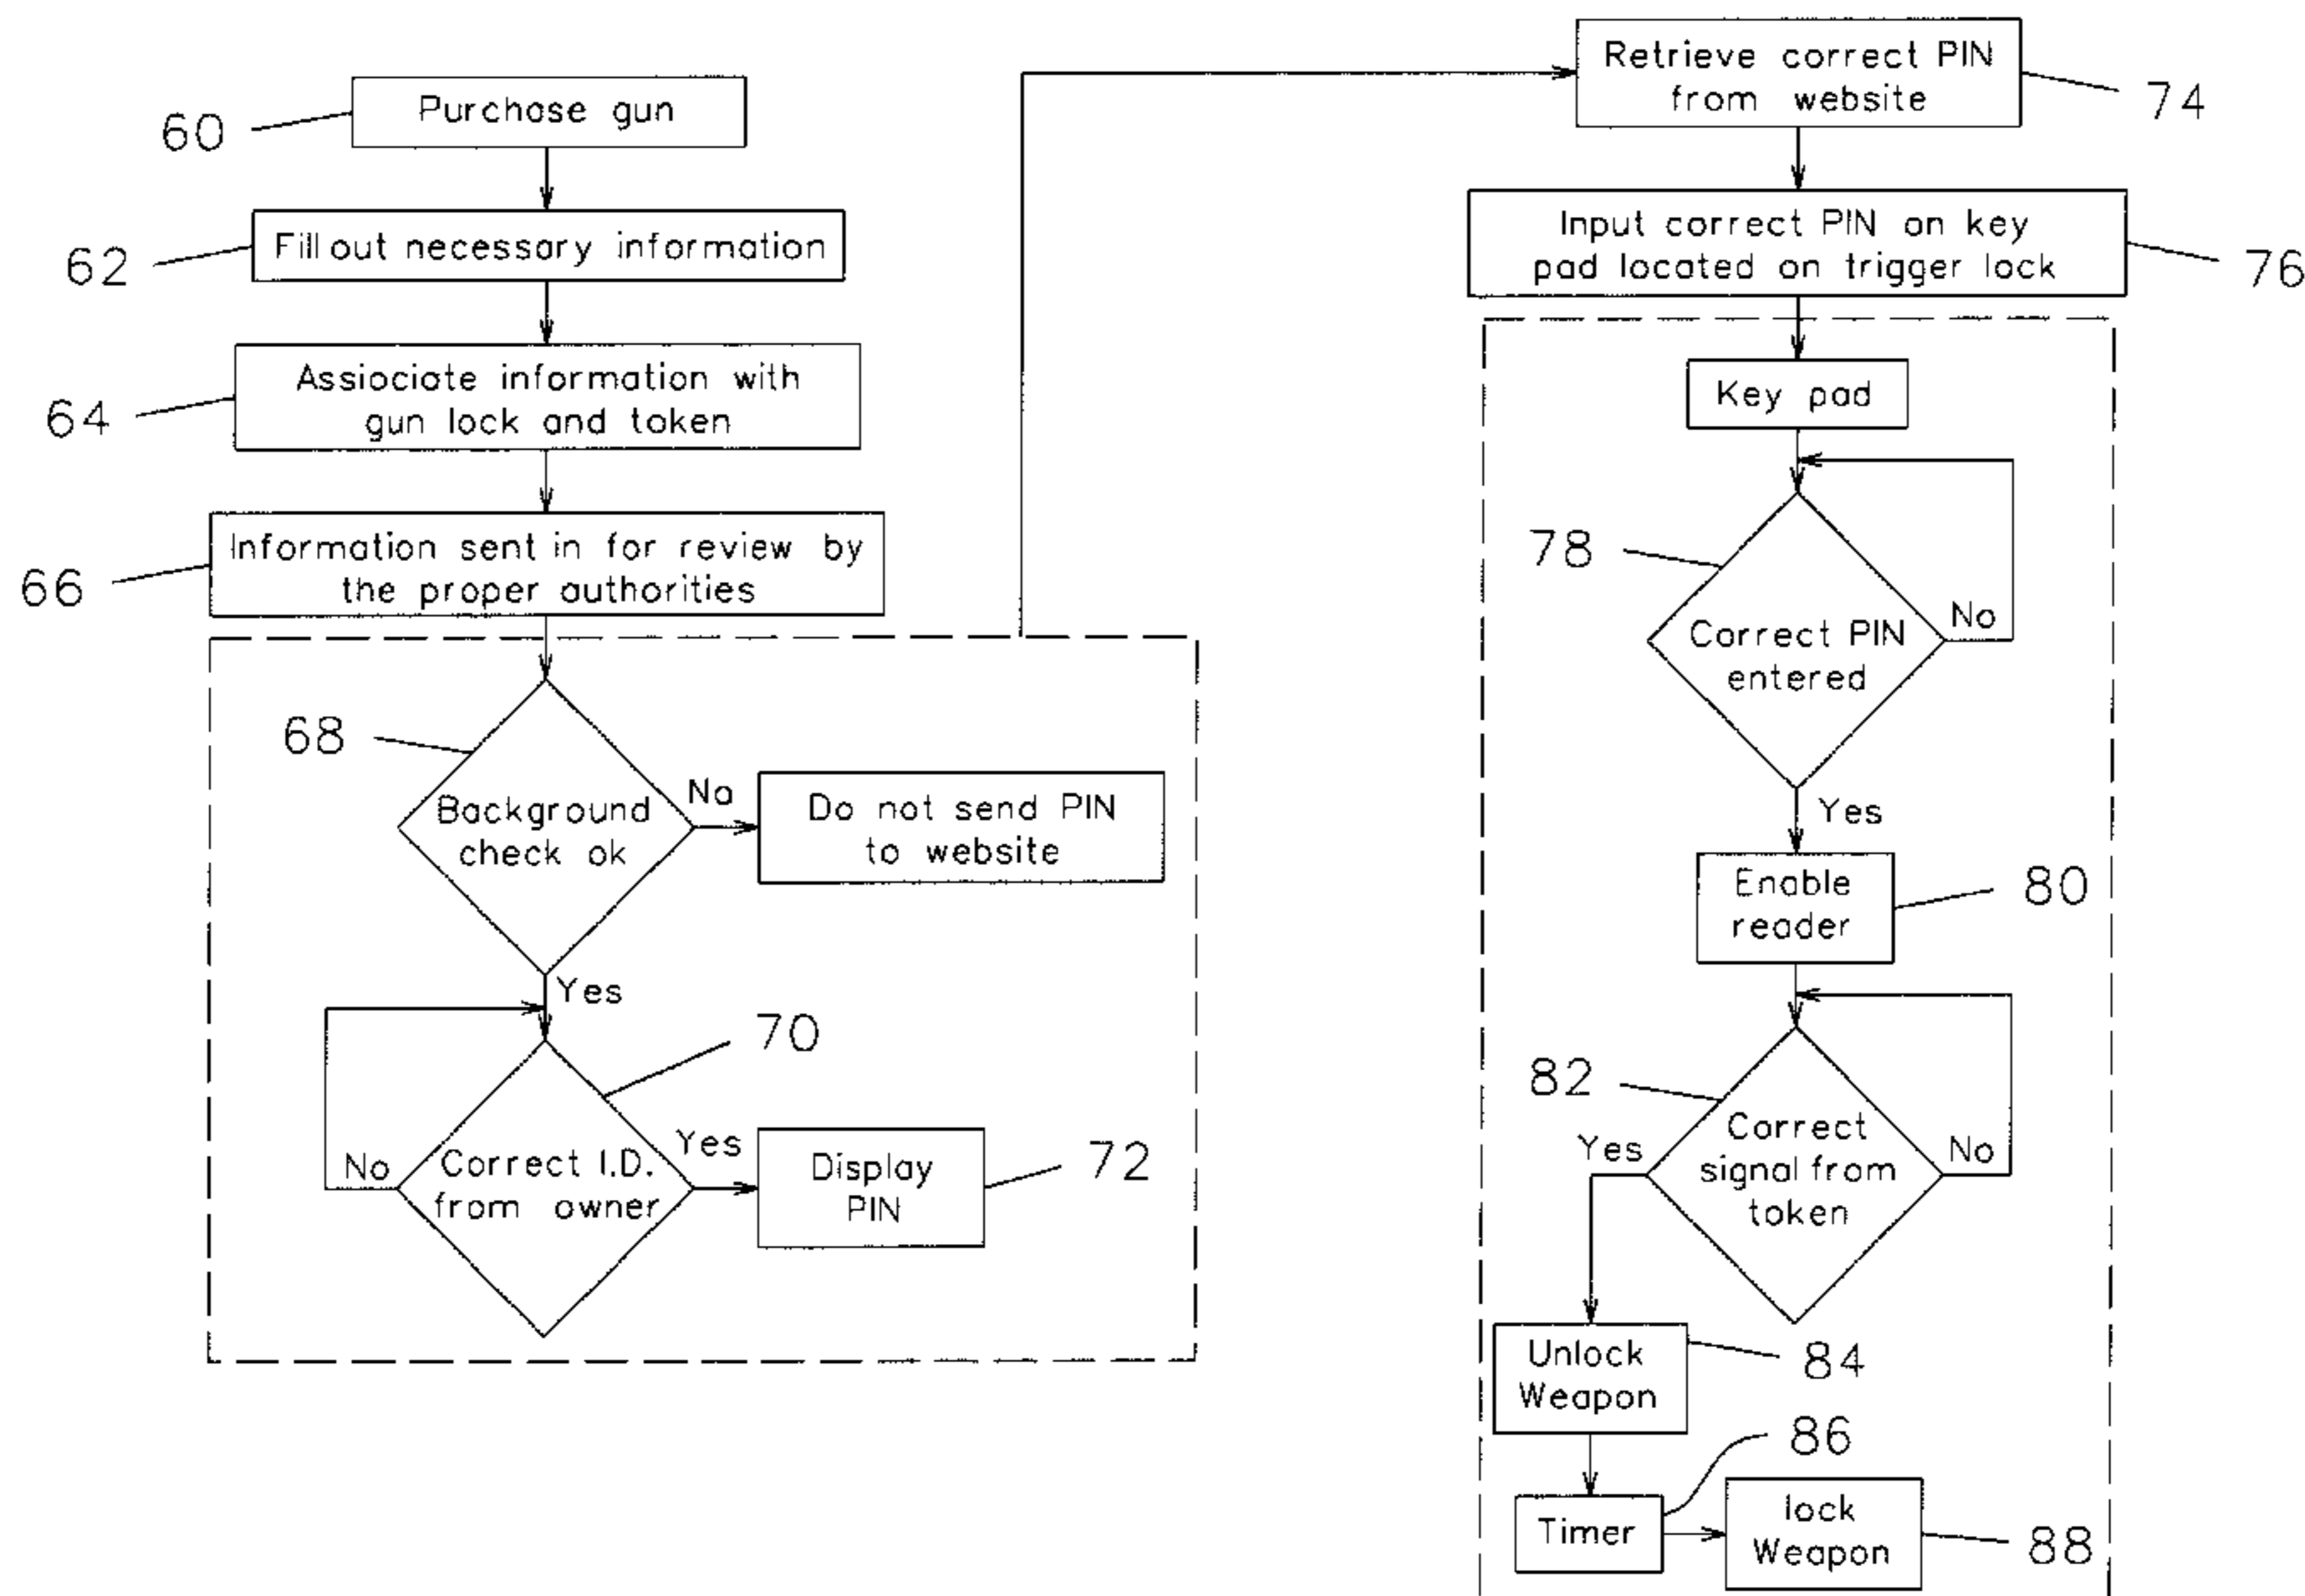 60
Purchase gun
62
Fill out necessary information
64
Assiociate information with
gun lock and token
66
Information sent in for review by
the proper authorities
68
Background
check ok
No
Do not send PIN
to website
Yes
70
No
Correct I.D.
from owner
Yes
Display
PIN
72
Retrieve correct PIN
from website
74
Input correct PIN on key
pad located on trigger lock
76
Key pad
78
Correct PIN
entered
No
Yes
Enable
reader
80
82
Correct
signal from
token
Yes
No
Unlock
Weapon
84
86
Timer
lock
Weapon
88